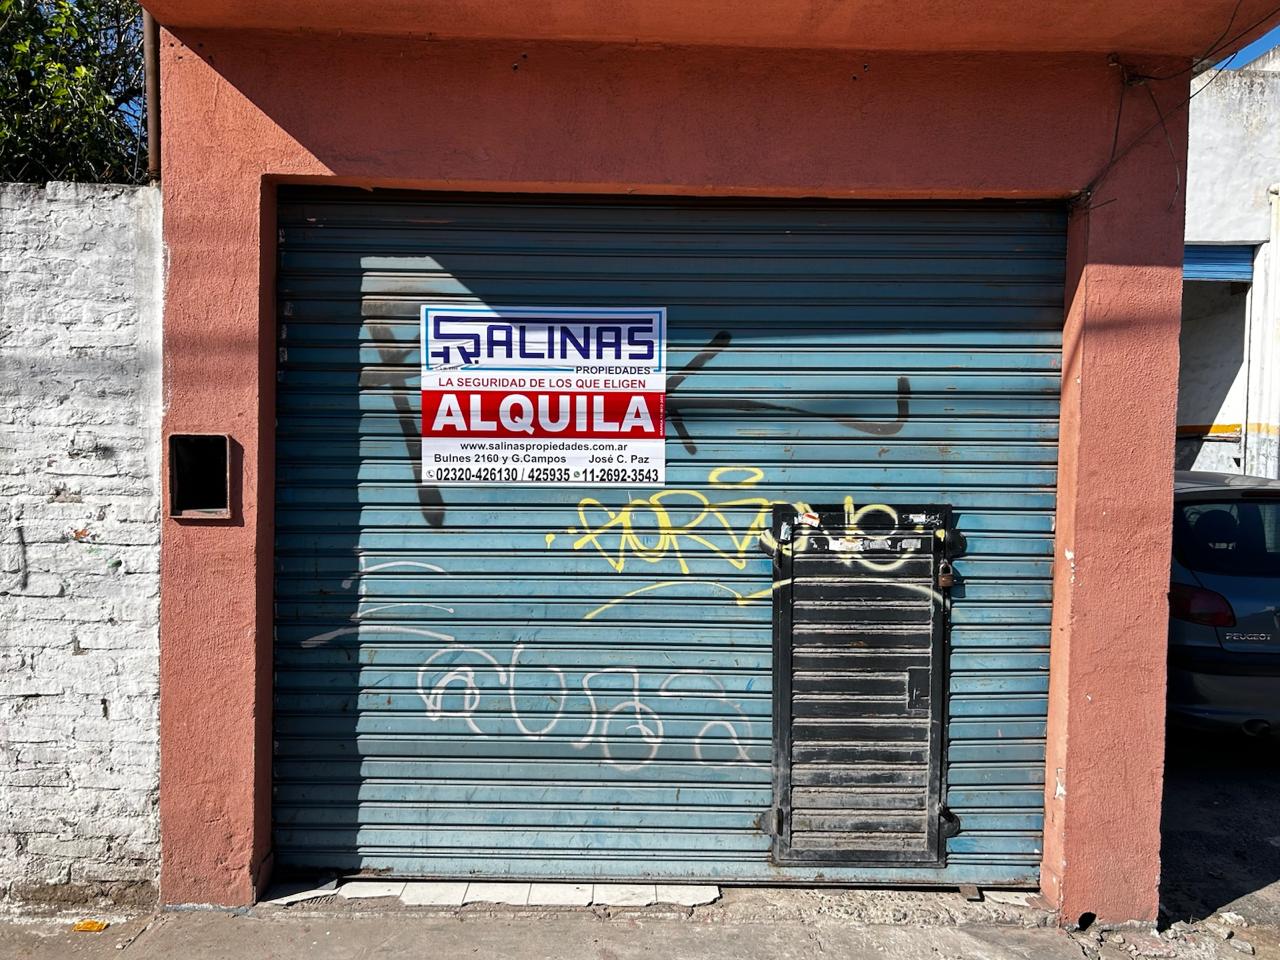 SALINAS
PROPIEDADES
LA SEGURIDAD DE LOS QUE ELIGEN
ALQUILA
www.salinaspropiedades.com.ar
Bulnes 2160 y G.Campos José C. Paz
02320-426130 / 425935 11-2692-3543
PEUGEOT